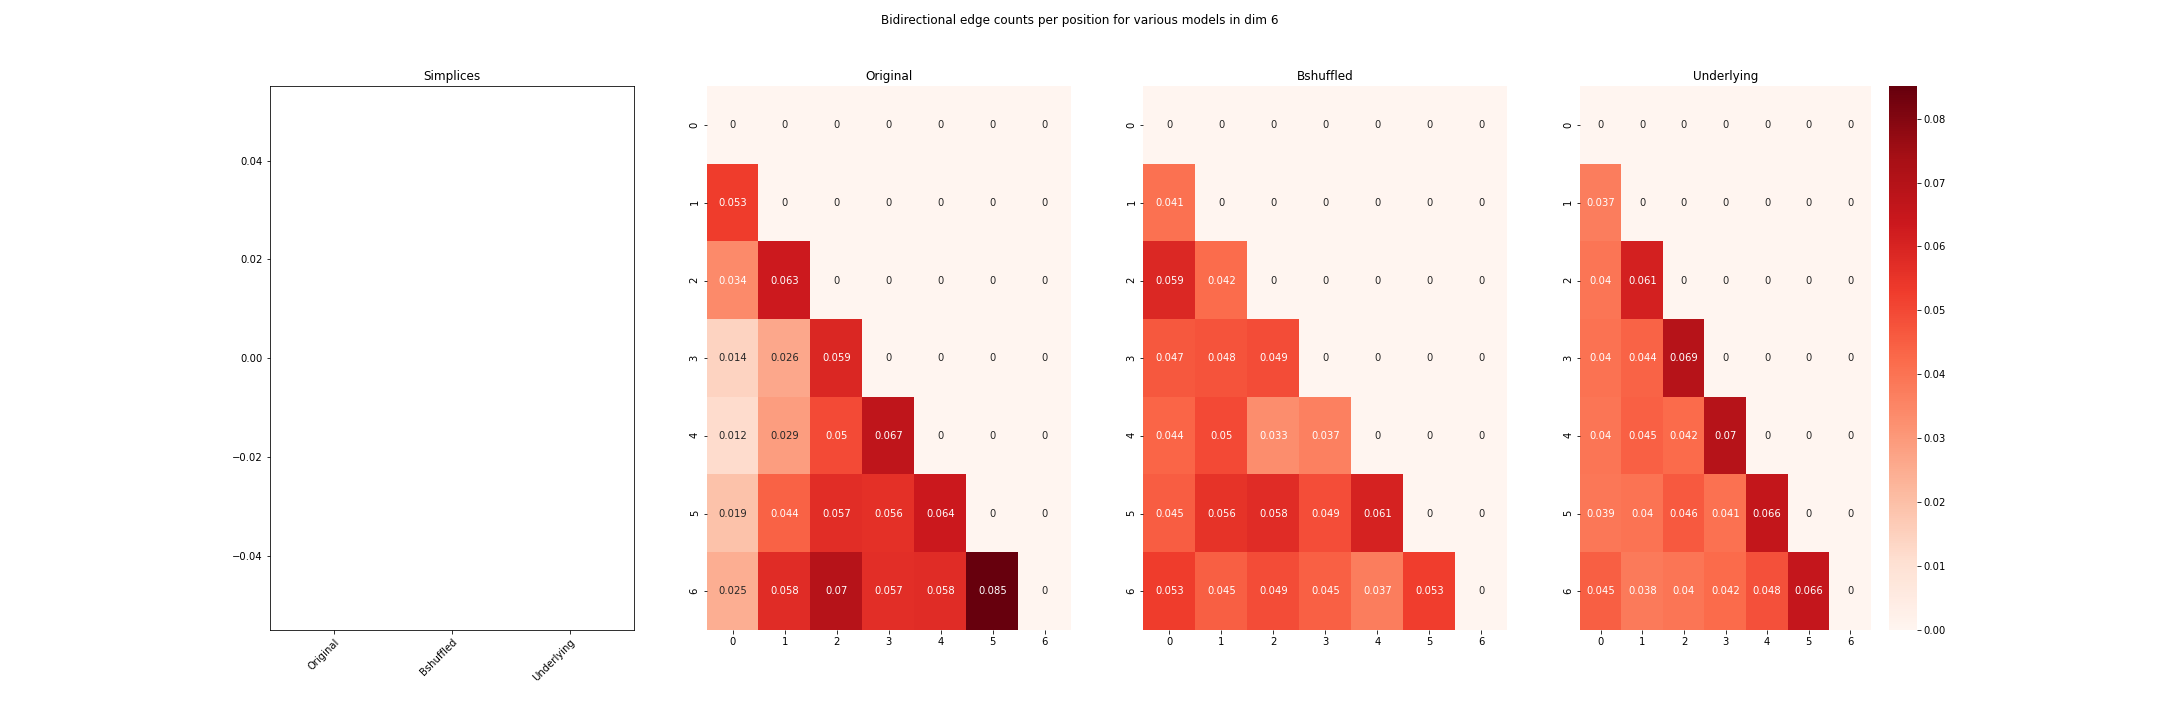 Bidirectional edge counts per position for various models in dim 6
Simplices
0.04
0.02
0.00
−0.02
−0.04
Original
Bshuffled
Underlying
Original
0 0 0 0 0 0 0 0
1 0.053 0 0 0 0 0 0
2 0.034 0.063 0 0 0 0 0
3 0.014 0.026 0.059 0 0 0 0
4 0.012 0.029 0.05 0.067 0 0 0
5 0.019 0.044 0.057 0.056 0.064 0 0
6 0.025 0.058 0.07 0.057 0.058 0.085 0
0 1 2 3 4 5 6
Bshuffled
0 0 0 0 0 0 0 0
1 0.041 0 0 0 0 0 0
2 0.059 0.042 0 0 0 0 0
3 0.047 0.048 0.049 0 0 0 0
4 0.044 0.05 0.033 0.037 0 0 0
5 0.045 0.056 0.058 0.049 0.061 0 0
6 0.053 0.045 0.049 0.045 0.037 0.053 0
0 1 2 3 4 5 6
Underlying
0 0 0 0 0 0 0 0
1 0.037 0 0 0 0 0 0
2 0.04 0.061 0 0 0 0 0
3 0.04 0.044 0.069 0 0 0 0
4 0.04 0.045 0.042 0.07 0 0 0
5 0.039 0.04 0.046 0.041 0.066 0 0
6 0.045 0.038 0.04 0.042 0.048 0.066 0
0 1 2 3 4 5 6
0.08
0.07
0.06
0.05
0.04
0.03
0.02
0.01
0.00